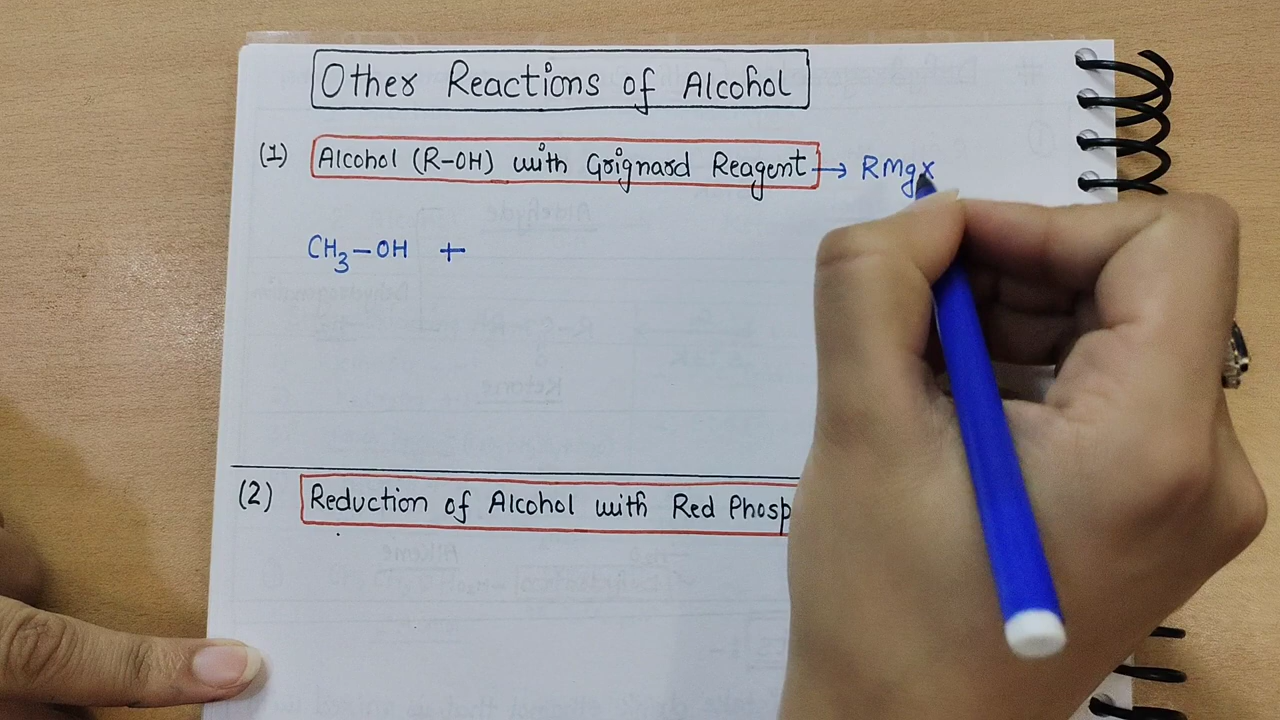 Other Reactions of Alcohol
(1) Alcohol (R-OH) with Grignard Reagent → RMgX
CH₃-OH +
(2) Reduction of Alcohol with Red